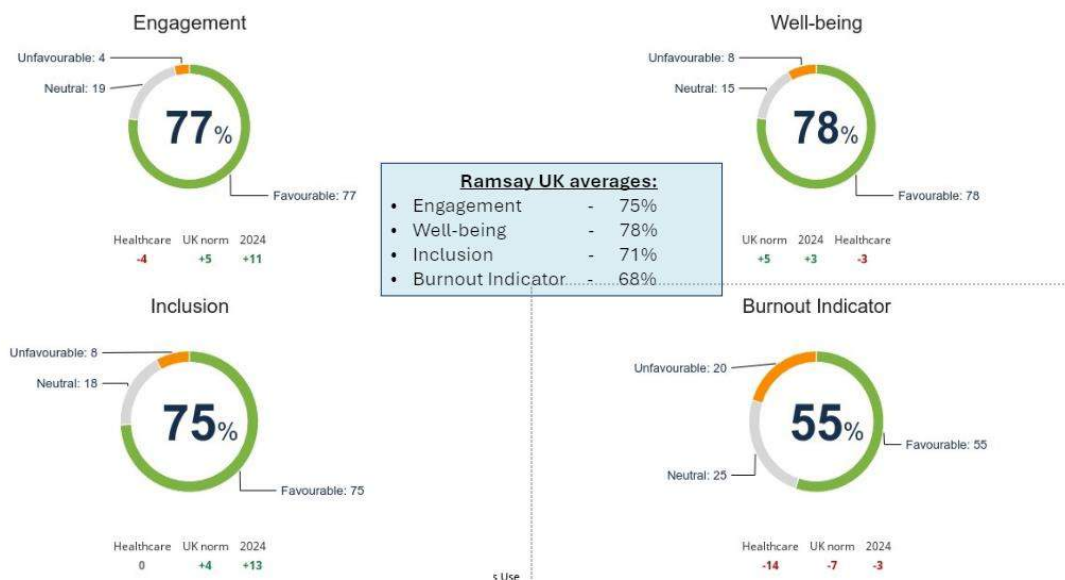 Engagement
Unfavourable: 4
Neutral: 19
77%
Favourable: 77
Healthcare UK norm 2024
-4 +5 +11
Well-being
Unfavourable: 8
Neutral: 15
78%
Favourable: 78
UK norm 2024 Healthcare
+5 +3 -3
Ramsay UK averages:
• Engagement - 75%
• Well-being - 78%
• Inclusion - 71%
• Burnout Indicator - 68%
Inclusion
Unfavourable: 8
Neutral: 18
75%
Favourable: 75
Healthcare UK norm 2024
0 +4 +13
Burnout Indicator
Unfavourable: 20
55%
Favourable: 55
Neutral: 25
Healthcare UK norm 2024
-14 -7 -3
s Use